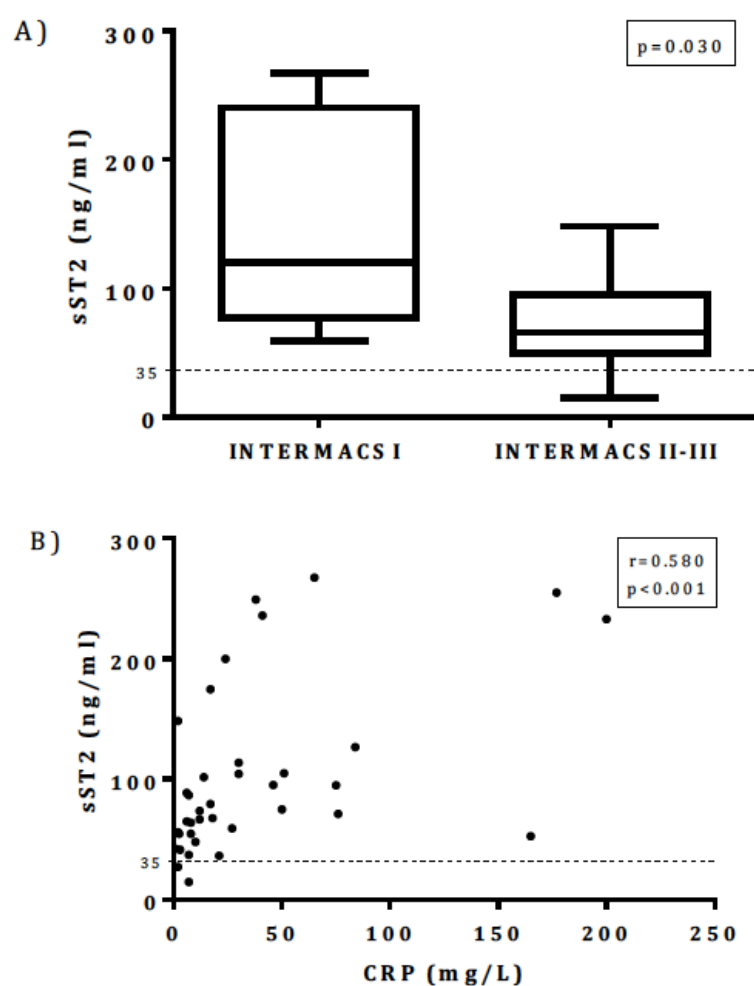 A)
300
p=0.030
200
sST2 (ng/ml)
100
35
0
INTERMACS I INTERMACS II-III
B)
300
r=0.580
p<0.001
200
sST2 (ng/ml)
100
35
0
0 50 100 150 200 250
CRP (mg/L)